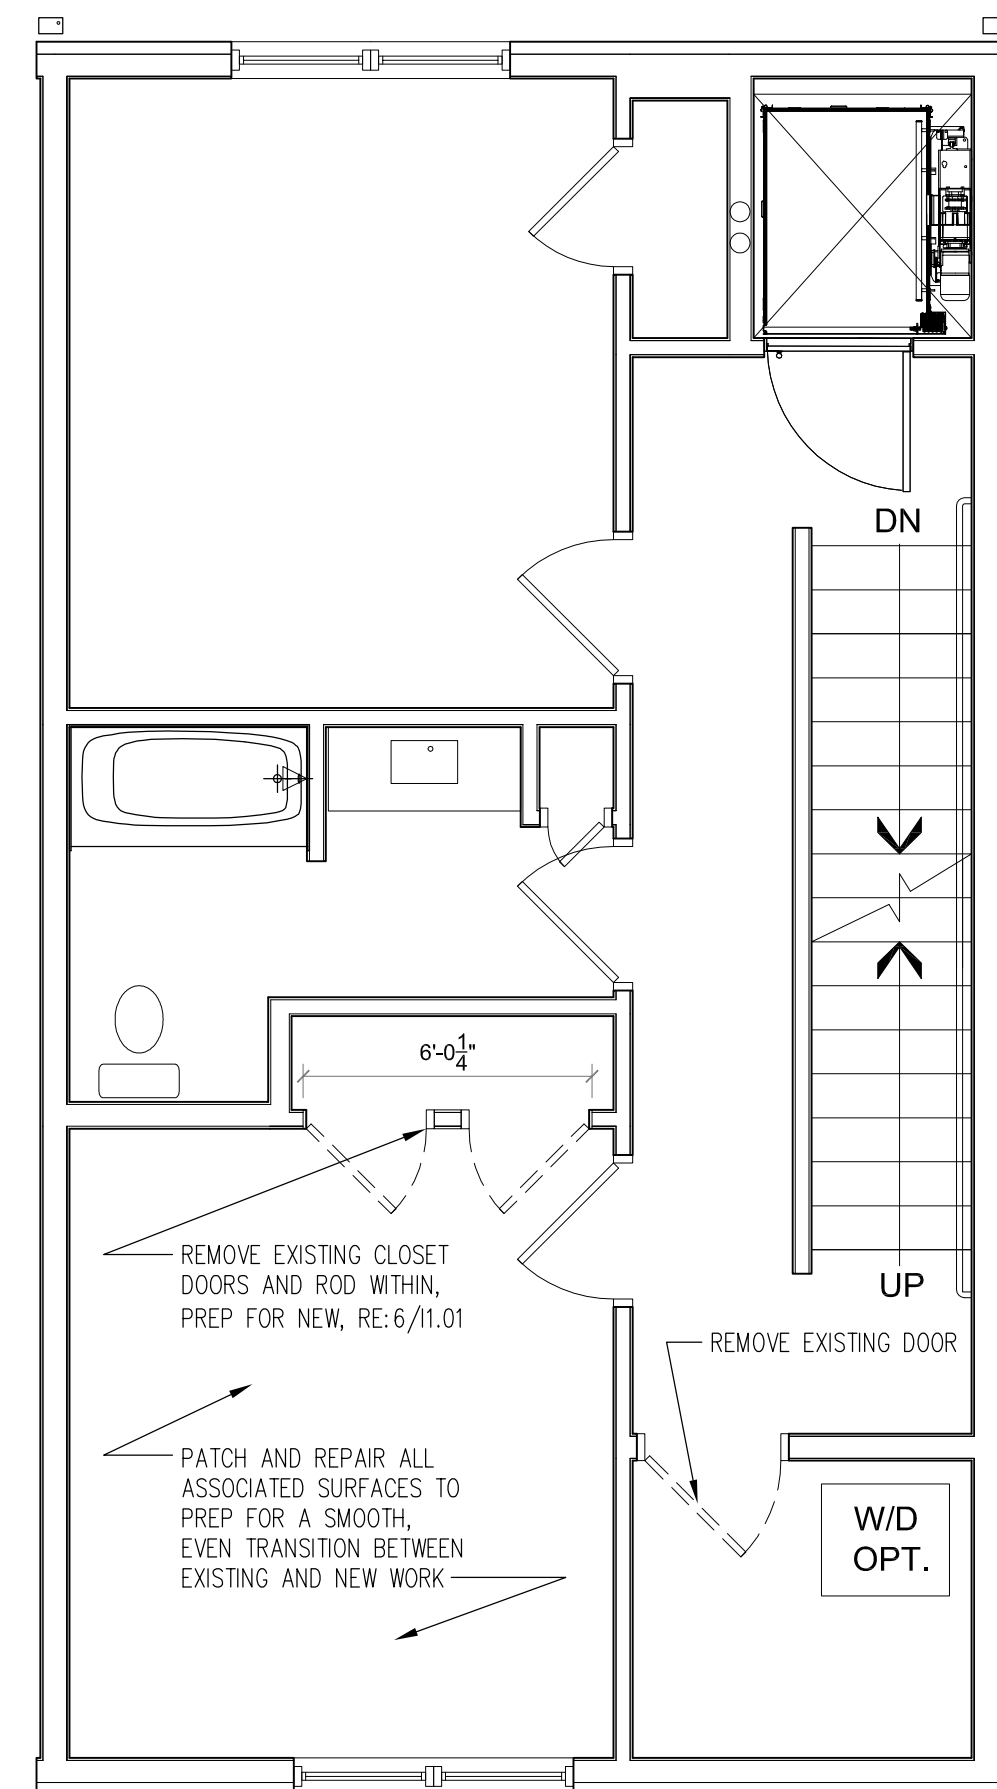 DN
6'-0 1/4"
REMOVE EXISTING CLOSET
DOORS AND ROD WITHIN,
PREP FOR NEW, RE:6/I1.01
UP
REMOVE EXISTING DOOR
PATCH AND REPAIR ALL
ASSOCIATED SURFACES TO
PREP FOR A SMOOTH,
EVEN TRANSITION BETWEEN
EXISTING AND NEW WORK
W/D
OPT.